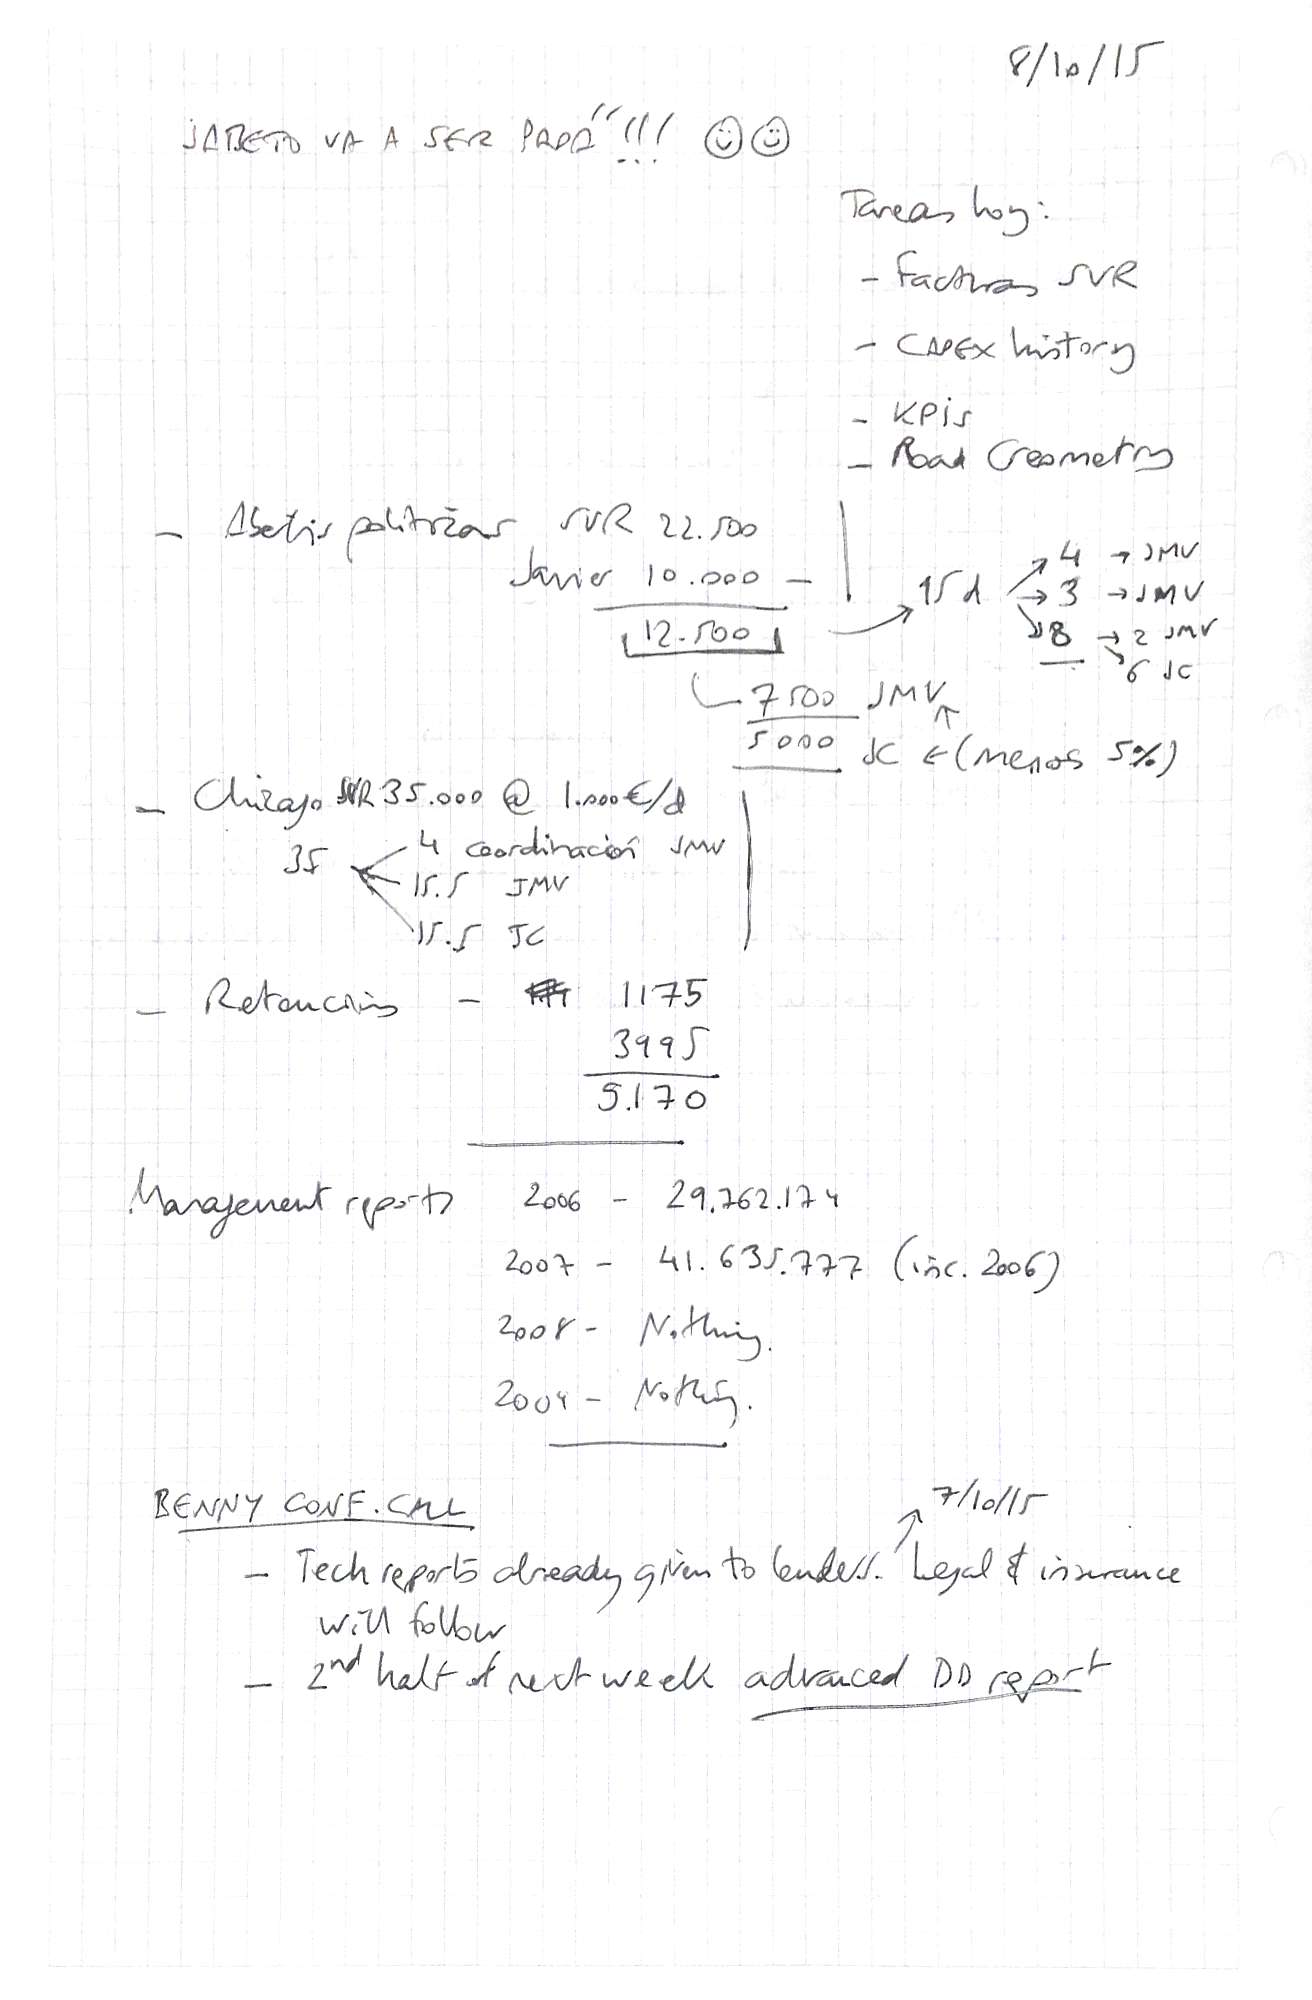 8/10/15
JABETO VA A SER PAPÁ"!!!
Tareas hoy:
- Facturas SVR
- CAPEX history
- KPIs
- Road Geometry
- Abertis SVR 22.500
Javier 10.000 -
12.500
→ 15 d → 4 → JMV
→ 3 → JMV
→ 8 → 2 JMV
→ 6 JC
7500 JMV
5000 JC ← (menos 5%)
- SVR 35.000 @ 1.000€/d
35 4 coordinación JMV
15.5 JMV
15.5 JC
- Retención - 1175
3995
5.170
Management reports 2006 - 29.762.174
2007 - 41.635.777 (inc. 2006)
2008 - Nothing.
2009 - Nothing.
BENNY CONF. CALL
7/10/15
- Tech reports already given to lenders. Legal & insurance
will follow
- 2nd half of next week advanced DD report